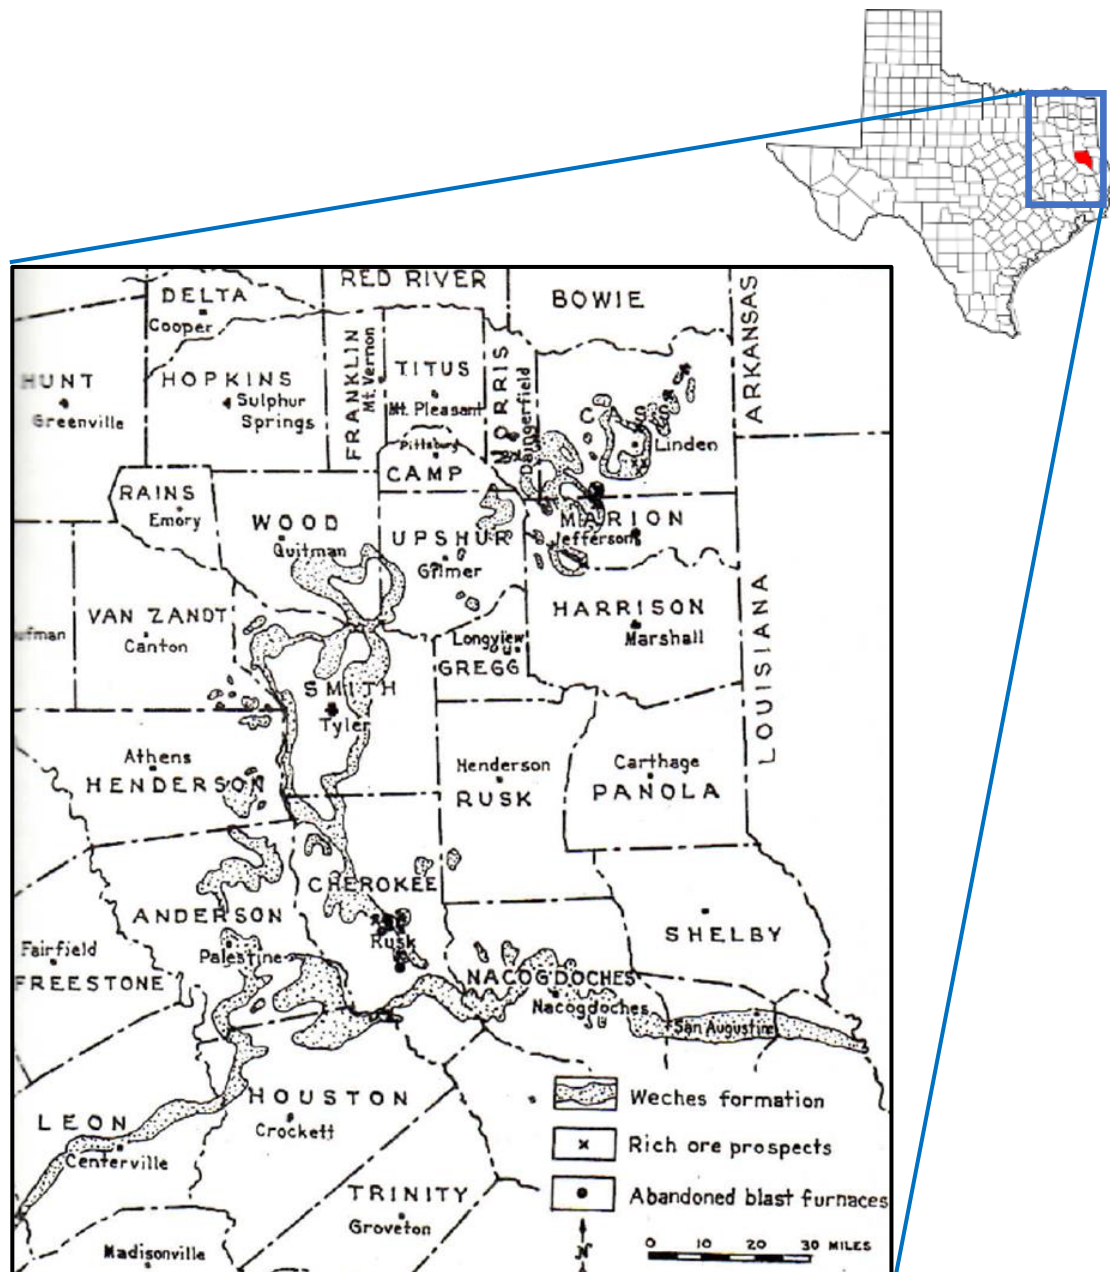 RED RIVER
DELTA
Cooper
BOWIE
ARKANSAS
HUNT
Greenville
HOPKINS
Sulphur
Springs
FRANKLIN
Mt. Vernon
TITUS
Mt. Pleasant
MORRIS
Daingerfield
CASS
Linden
Pittsburg
CAMP
RAINS
Emory
WOOD
Quitman
UPSHUR
Gilmer
MARION
Jefferson
VAN ZANDT
Canton
ufman
HARRISON
Marshall
Longview
GREGG
LOUISIANA
SMITH
Tyler
Athens
HENDERSON
Henderson
RUSK
Carthage
PANOLA
CHEROKEE
Rusk
ANDERSON
Palestine
Fairfield
FREESTONE
SHELBY
NACOGDOCHES
Nacogdoches
San Augustine
LEON
Centerville
HOUSTON
Crockett
TRINITY
Groveton
Madisonville
Weches formation
Rich ore prospects
Abandoned blast furnaces
N
0 10 20 30 MILES